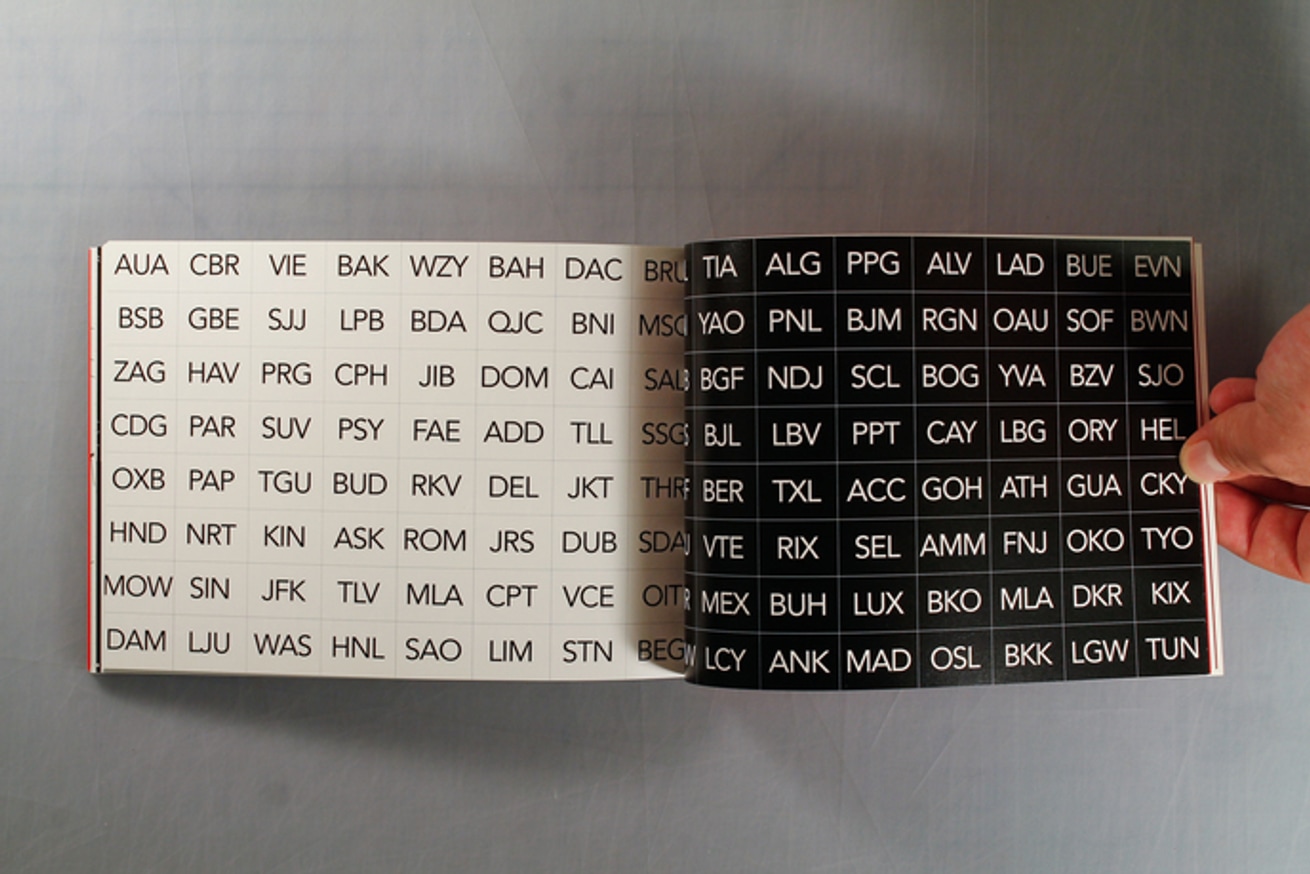 AUA CBR VIE BAK WZY BAH DAC BRU TIA ALG PPG ALV LAD BUE EVN
BSB GBE SJJ LPB BDA QJC BNI YAO PNL BJM RGN OAU SOF BWN
ZAG HAV PRG CPH JIB DOM CAI SAL BGF NDJ SCL BOG YVA BZV SJO
CDG PAR SUV PSY FAE ADD TLL SSG BJL LBV PPT CAY LBG ORY HEL
OXB PAP TGU BUD RKV DEL JKT BER TXL ACC GOH ATH GUA CKY
HND NRT KIN ASK ROM JRS DUB VTE RIX SEL AMM FNJ OKO TYO
MOW SIN JFK TLV MLA CPT VCE MEX BUH LUX BKO MLA DKR KIX
DAM LJU WAS HNL SAO LIM STN BEG LCY ANK MAD OSL BKK LGW TUN